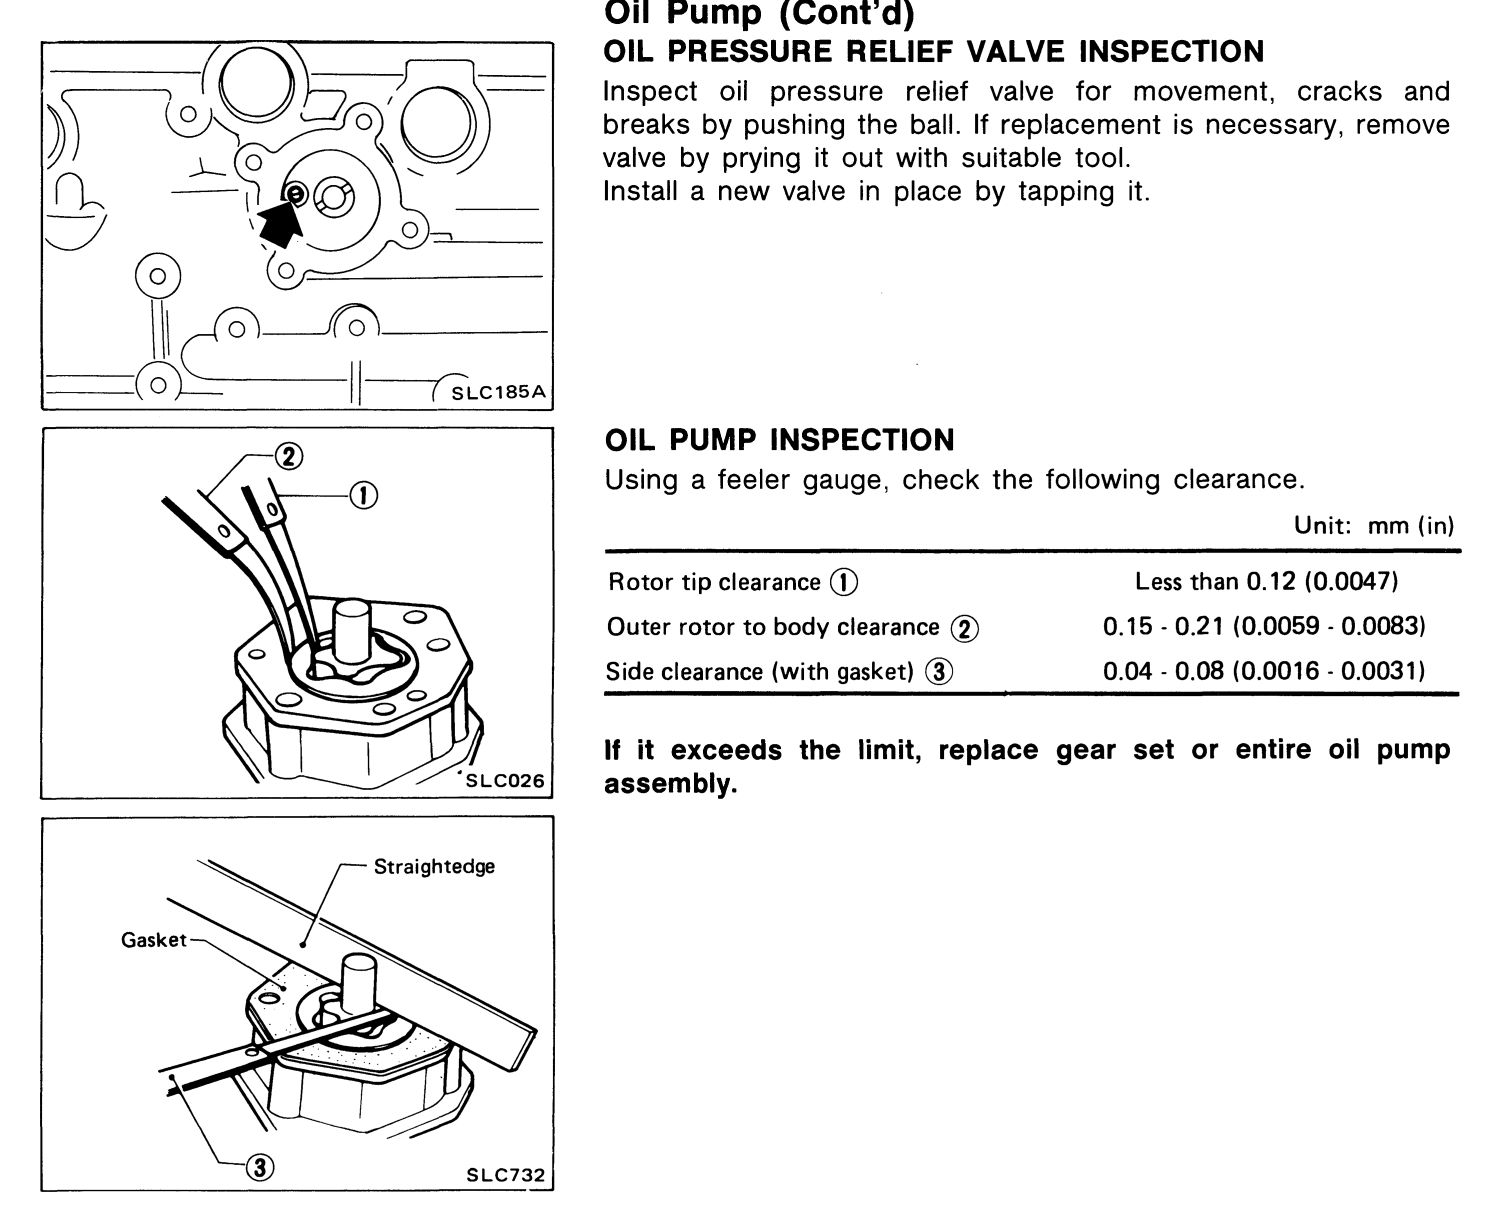 Oil Pump (Cont'd)
OIL PRESSURE RELIEF VALVE INSPECTION
Inspect oil pressure relief valve for movement, cracks and
breaks by pushing the ball. If replacement is necessary, remove
valve by prying it out with suitable tool.
Install a new valve in place by tapping it.
SLC185A
OIL PUMP INSPECTION
Using a feeler gauge, check the following clearance.
Unit: mm (in)
Rotor tip clearance ① Less than 0.12 (0.0047)
Outer rotor to body clearance ② 0.15 - 0.21 (0.0059 - 0.0083)
Side clearance (with gasket) ③ 0.04 - 0.08 (0.0016 - 0.0031)
If it exceeds the limit, replace gear set or entire oil pump
assembly.
②
①
SLC026
Straightedge
Gasket
③
SLC732